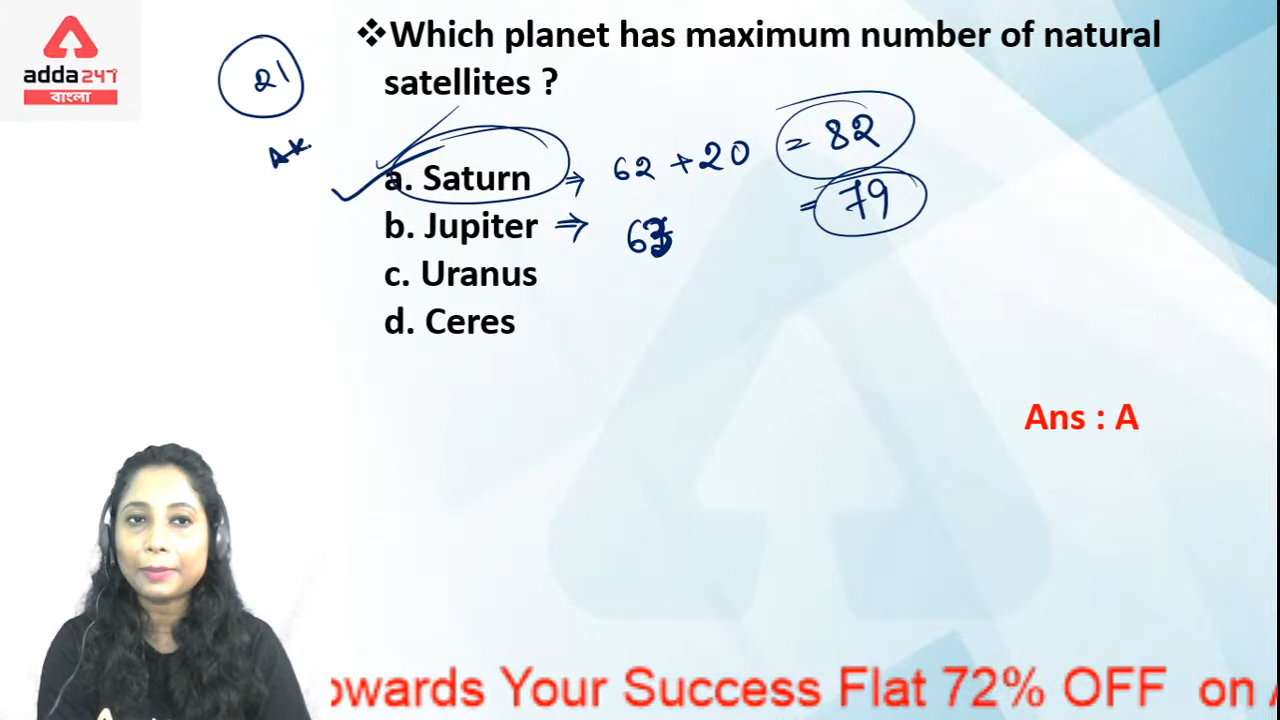 adda247
বাংলা
21
❖Which planet has maximum number of natural
satellites ?
a. Saturn ⇒ 62 + 20 = 82
b. Jupiter ⇒ = 79
c. Uranus
d. Ceres
Ans : A
owards Your Success Flat 72% OFF on